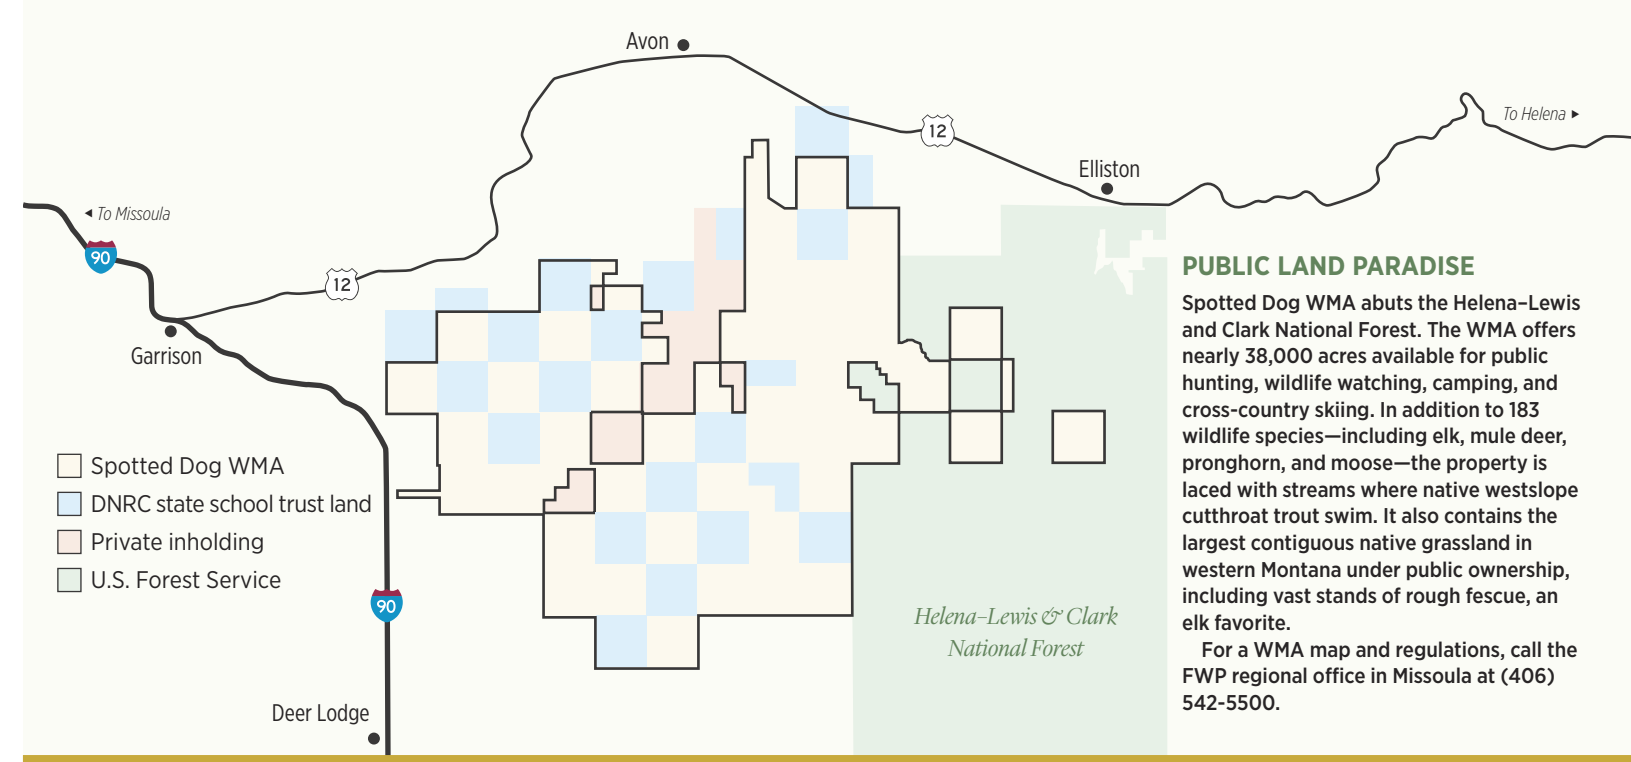 Avon
12
To Helena
Elliston
To Missoula
90
12
Garrison
Spotted Dog WMA
DNRC state school trust land
Private inholding
U.S. Forest Service
90
Helena–Lewis & Clark
National Forest
Deer Lodge
PUBLIC LAND PARADISE
Spotted Dog WMA abuts the Helena–Lewis
and Clark National Forest. The WMA offers
nearly 38,000 acres available for public
hunting, wildlife watching, camping, and
cross-country skiing. In addition to 183
wildlife species—including elk, mule deer,
pronghorn, and moose—the property is
laced with streams where native westslope
cutthroat trout swim. It also contains the
largest contiguous native grassland in
western Montana under public ownership,
including vast stands of rough fescue, an
elk favorite.
For a WMA map and regulations, call the
FWP regional office in Missoula at (406)
542-5500.